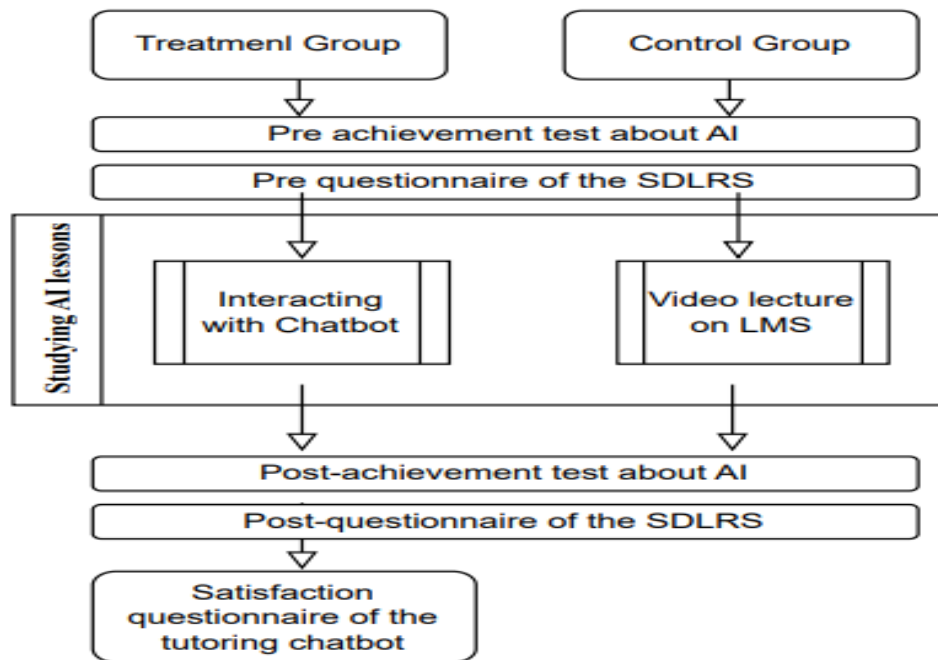 Treatmenl Group
Control Group
Pre achievement test about AI
Pre questionnaire of the SDLRS
Studying AI lessons
Interacting
with Chatbot
Video lecture
on LMS
Post-achievement test about AI
Post-questionnaire of the SDLRS
Satisfaction
questionnaire of the
tutoring chatbot